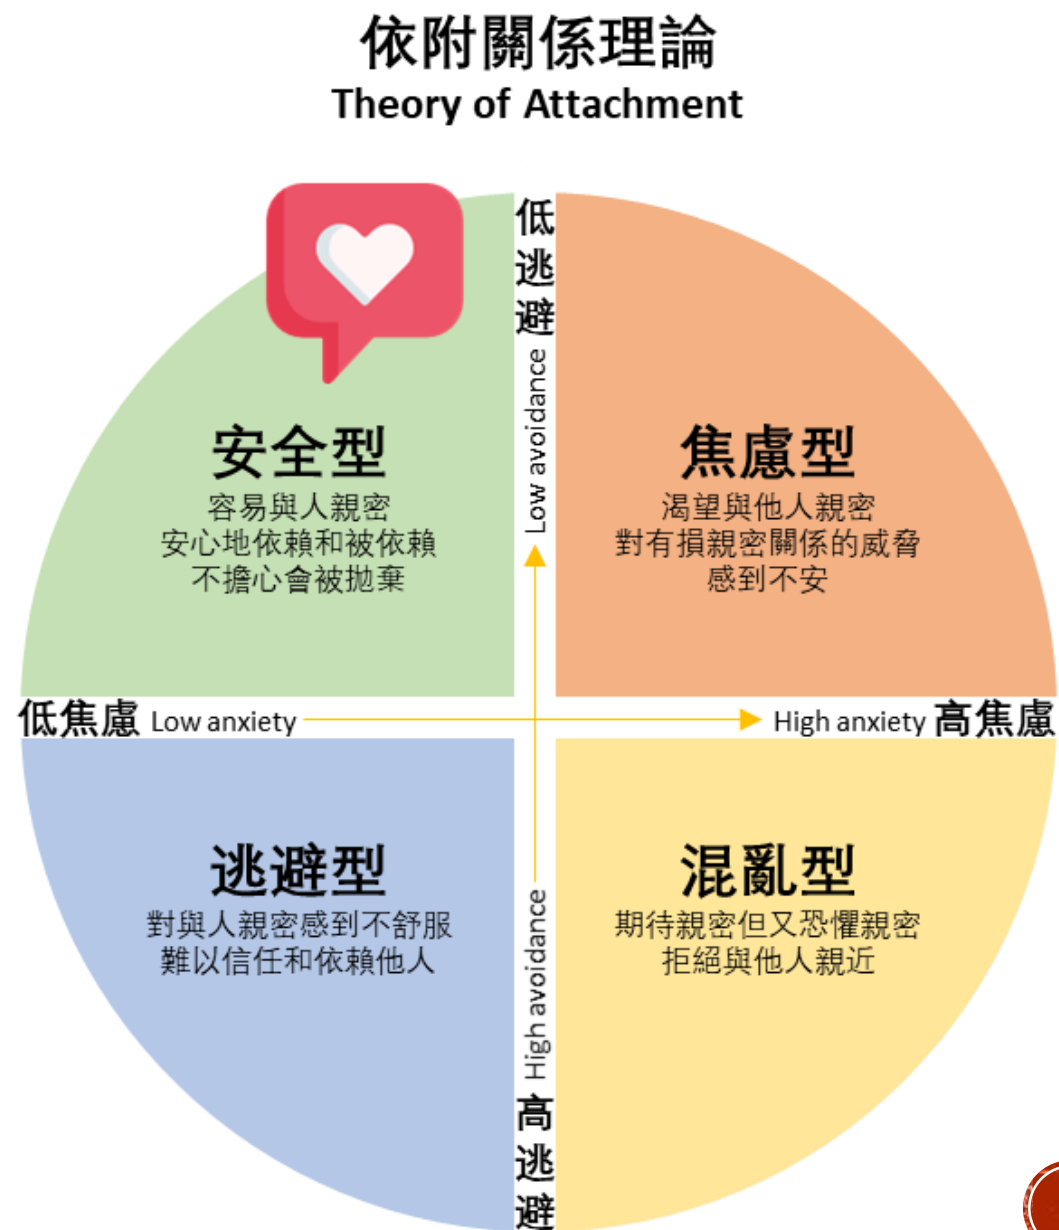 依附關係理論
Theory of Attachment
低逃避 Low avoidance
安全型
容易與人親密
安心地依賴和被依賴
不擔心會被拋棄
焦慮型
渴望與他人親密
對有損親密關係的威脅
感到不安
低焦慮 Low anxiety
High anxiety 高焦慮
逃避型
對與人親密感到不舒服
難以信任和依賴他人
混亂型
期待親密但又恐懼親密
拒絕與他人親近
High avoidance
高逃避